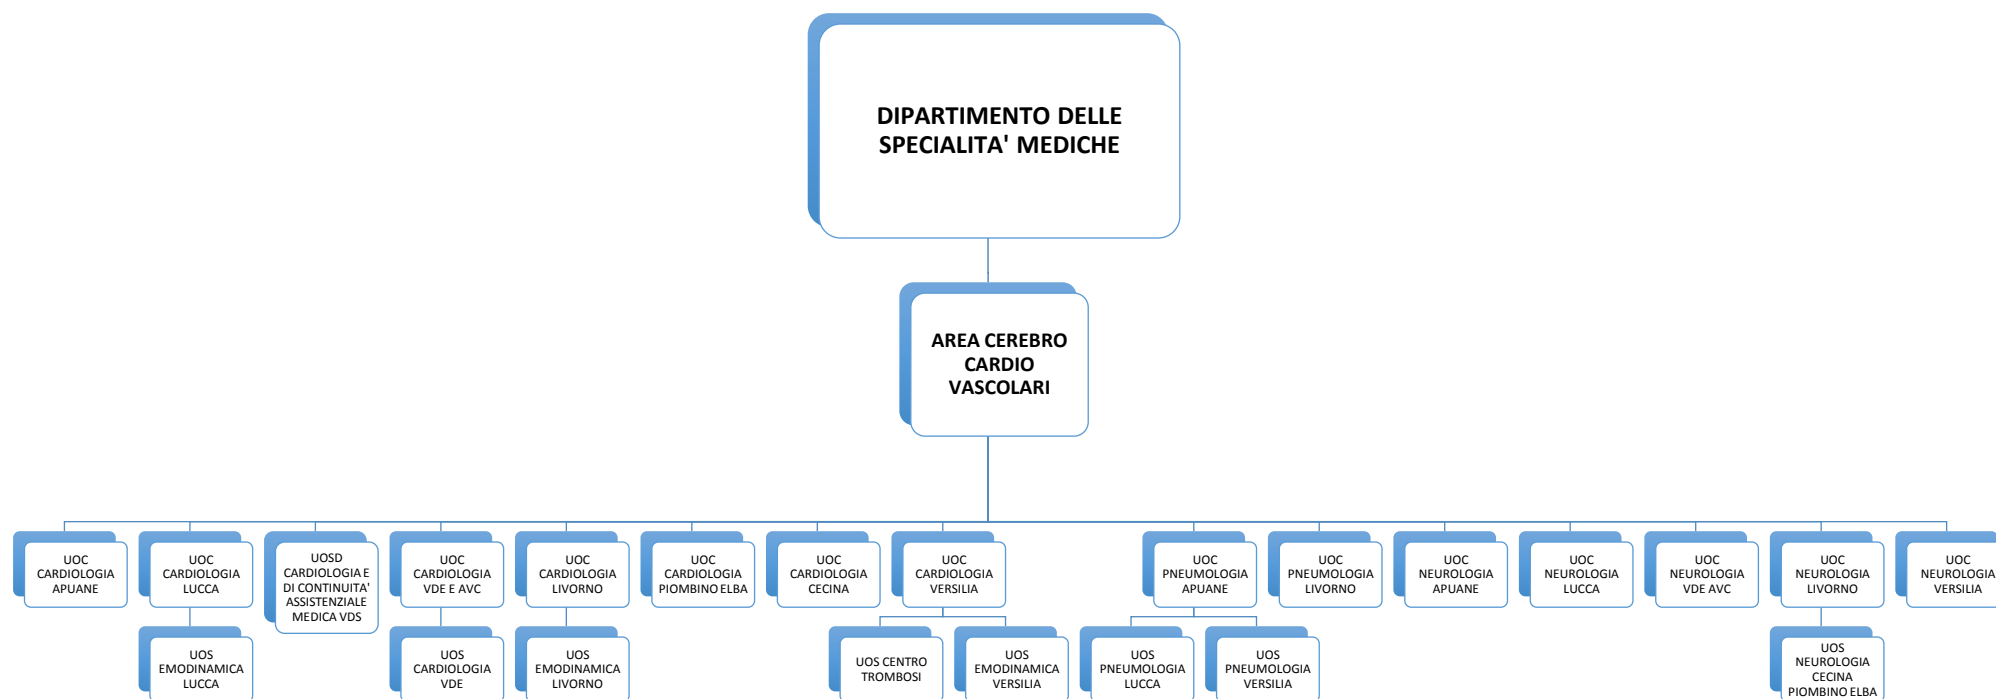 DIPARTIMENTO DELLE
SPECIALITA' MEDICHE
AREA CEREBRO
CARDIO
VASCOLARI
UOC
CARDIOLOGIA
APUANE
UOC
CARDIOLOGIA
LUCCA
UOSD
CARDIOLOGIA E
DI CONTINUITA'
ASSISTENZIALE
MEDICA VDS
UOC
CARDIOLOGIA
VDE E AVC
UOC
CARDIOLOGIA
LIVORNO
UOC
CARDIOLOGIA
PIOMBINO ELBA
UOC
CARDIOLOGIA
CECINA
UOC
CARDIOLOGIA
VERSILIA
UOC
PNEUMOLOGIA
APUANE
UOC
PNEUMOLOGIA
LIVORNO
UOC
NEUROLOGIA
APUANE
UOC
NEUROLOGIA
LUCCA
UOC
NEUROLOGIA
VDE AVC
UOC
NEUROLOGIA
LIVORNO
UOC
NEUROLOGIA
VERSILIA
UOS
EMODINAMICA
LUCCA
UOS
CARDIOLOGIA
VDE
UOS
EMODINAMICA
LIVORNO
UOS CENTRO
TROMBOSI
UOS
EMODINAMICA
VERSILIA
UOS
PNEUMOLOGIA
LUCCA
UOS
PNEUMOLOGIA
VERSILIA
UOS
NEUROLOGIA
CECINA
PIOMBINO ELBA